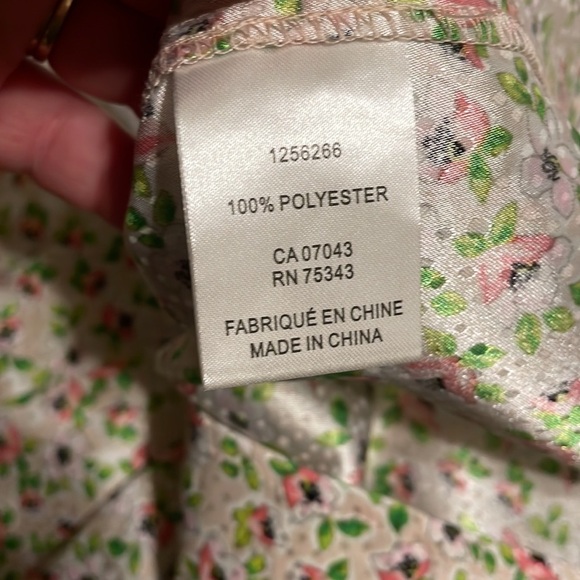 1256266
100% POLYESTER
CA 07043
RN 75343
FABRIQUÉ EN CHINE
MADE IN CHINA